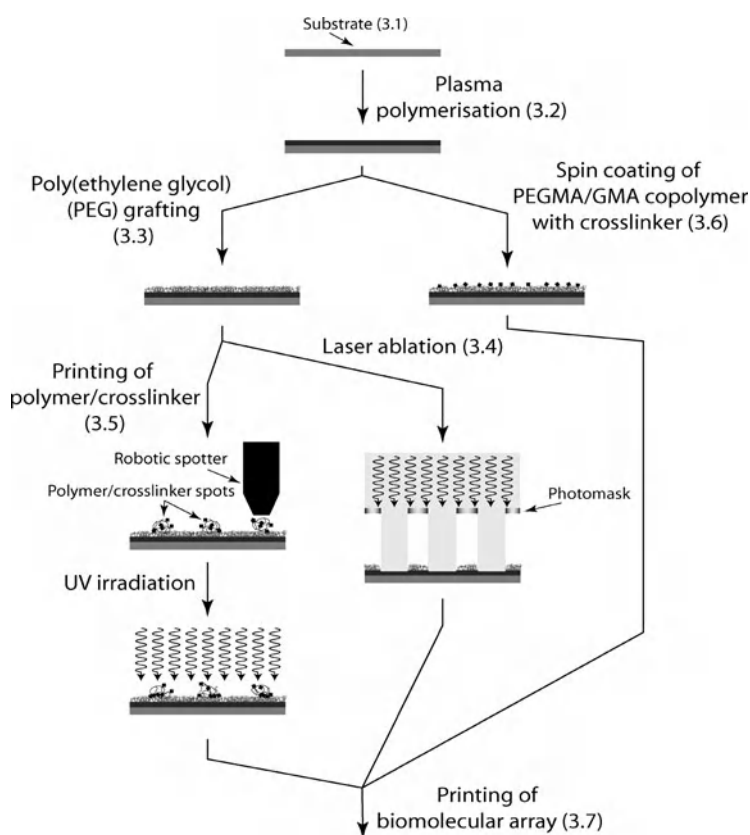 Substrate (3.1)
Plasma
polymerisation (3.2)
Poly(ethylene glycol)
(PEG) grafting
(3.3)
Spin coating of
PEGMA/GMA copolymer
with crosslinker (3.6)
Laser ablation (3.4)
Printing of
polymer/crosslinker
(3.5)
Robotic spotter
Polymer/crosslinker spots
Photomask
UV irradiation
Printing of
biomolecular array (3.7)